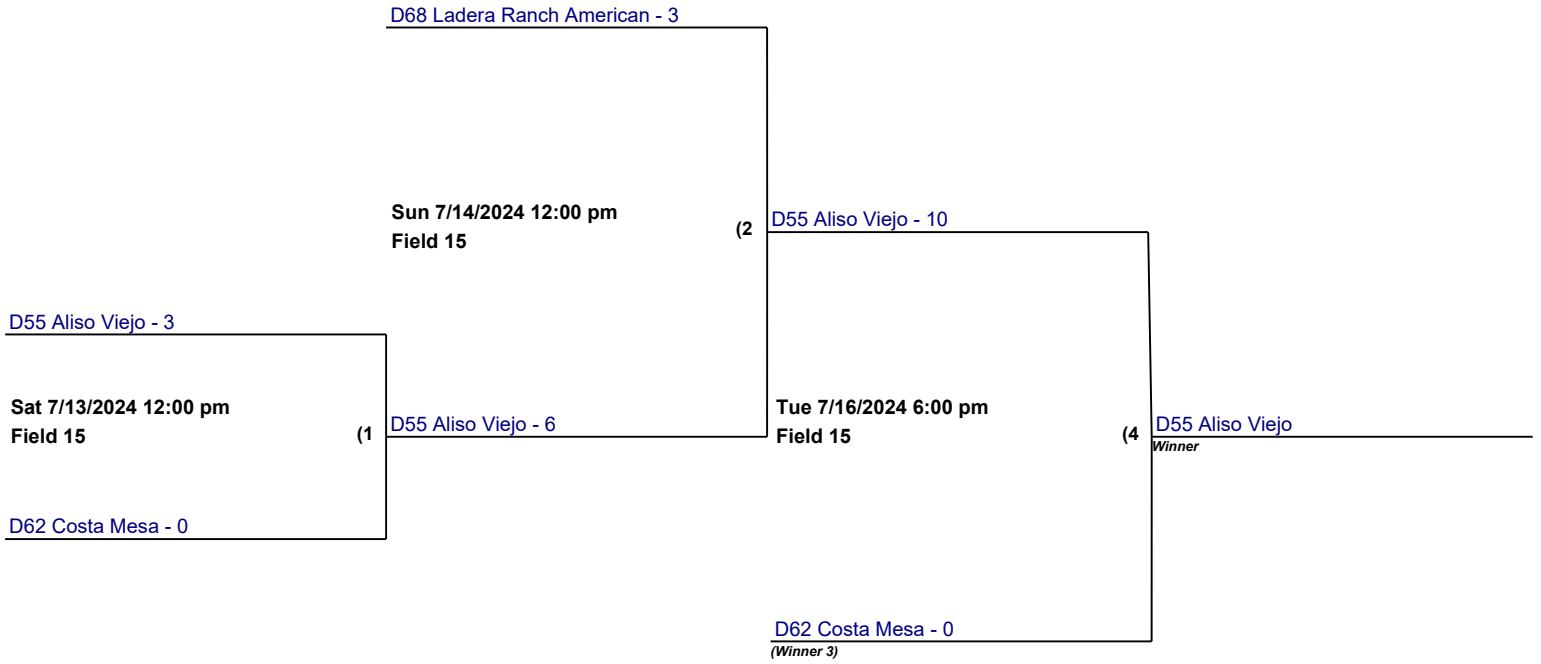 D68 Ladera Ranch American - 3
Sun 7/14/2024 12:00 pm
Field 15
(2
D55 Aliso Viejo - 10
D55 Aliso Viejo - 3
Sat 7/13/2024 12:00 pm
Field 15
(1
D55 Aliso Viejo - 6
Tue 7/16/2024 6:00 pm
Field 15
(4
D55 Aliso Viejo
Winner
D62 Costa Mesa - 0
D62 Costa Mesa - 0
(Winner 3)